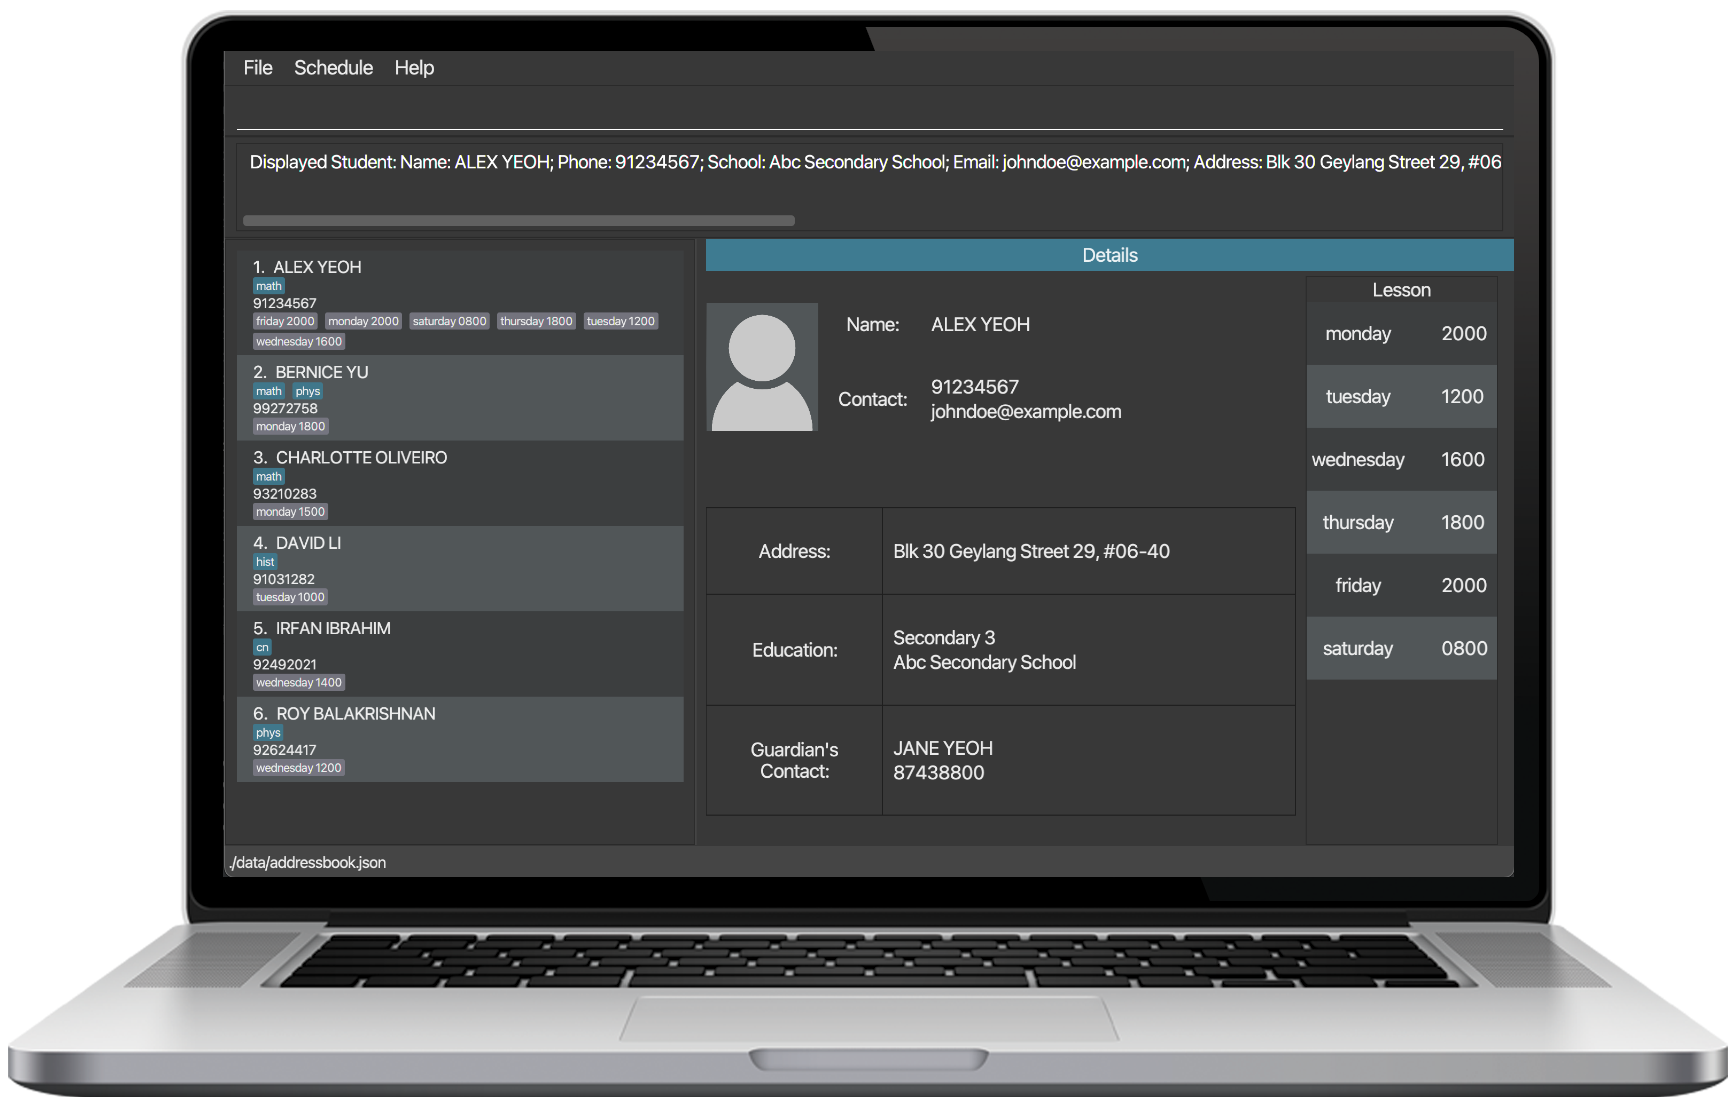 File Schedule Help
Displayed Student: Name: ALEX YEOH; Phone: 91234567; School: Abc Secondary School; Email: johndoe@example.com; Address: Blk 30 Geylang Street 29, #06
1. ALEX YEOH
math
91234567
friday 2000 monday 2000 saturday 0800 thursday 1800 tuesday 1200
wednesday 1600
2. BERNICE YU
math phys
99272758
monday 1800
3. CHARLOTTE OLIVEIRO
math
93210283
monday 1500
4. DAVID LI
hist
91031282
tuesday 1000
5. IRFAN IBRAHIM
cn
92492021
wednesday 1400
6. ROY BALAKRISHNAN
phys
92624417
wednesday 1200
Details
Name: ALEX YEOH
Contact: 91234567
johndoe@example.com
Address: Blk 30 Geylang Street 29, #06-40
Education: Secondary 3
Abc Secondary School
Guardian's
Contact:
JANE YEOH
87438800
Lesson
monday 2000
tuesday 1200
wednesday 1600
thursday 1800
friday 2000
saturday 0800
./data/addressbook.json